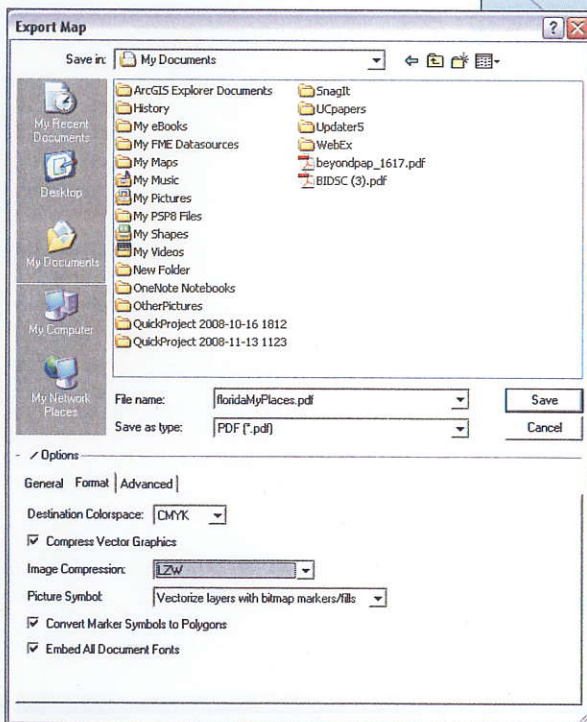 Export Map
Save in: My Documents
My Recent Documents
Desktop
My Documents
My Computer
My Network Places
ArcGIS Explorer Documents
History
My eBooks
My FME Datasources
My Maps
My Music
My Pictures
My PSP8 Files
My Shapes
My Videos
New Folder
OneNote Notebooks
OtherPictures
QuickProject 2008-10-16 1812
QuickProject 2008-11-13 1123
SnagIt
UCpapers
Updater5
WebEx
beyondpap_1617.pdf
BIDSC (3).pdf
File name: floridaMyPlaces.pdf Save
Save as type: PDF (*.pdf) Cancel
Options
General Format Advanced
Destination Colorspace: CMYK
Compress Vector Graphics
Image Compression: LZW
Picture Symbol: Vectorize layers with bitmap markers/fills
Convert Marker Symbols to Polygons
Embed All Document Fonts